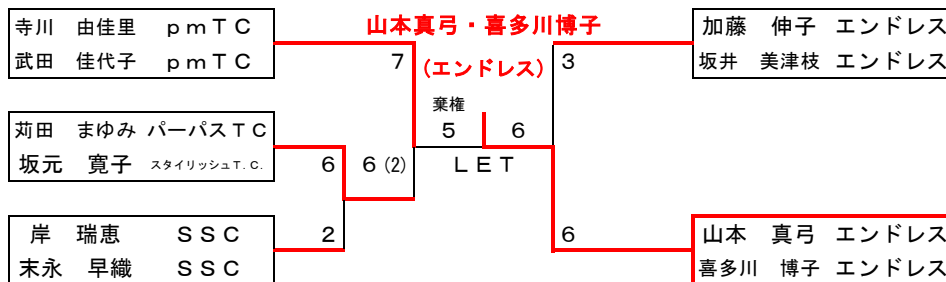 寺川　由佳里　ｐｍＴＣ
武田　佳代子　ｐｍＴＣ
山本真弓・喜多川博子
(エンドレス)
加藤　伸子　エンドレス
坂井　美津枝　エンドレス
7
3
棄権
5
6
LET
苅田　まゆみ　パーパスＴＣ
坂元　寛子　スタイリッシュT.C.
6
6 (2)
岸　瑞恵　ＳＳＣ
末永　早織　ＳＳＣ
2
6
山本　真弓　エンドレス
喜多川　博子　エンドレス